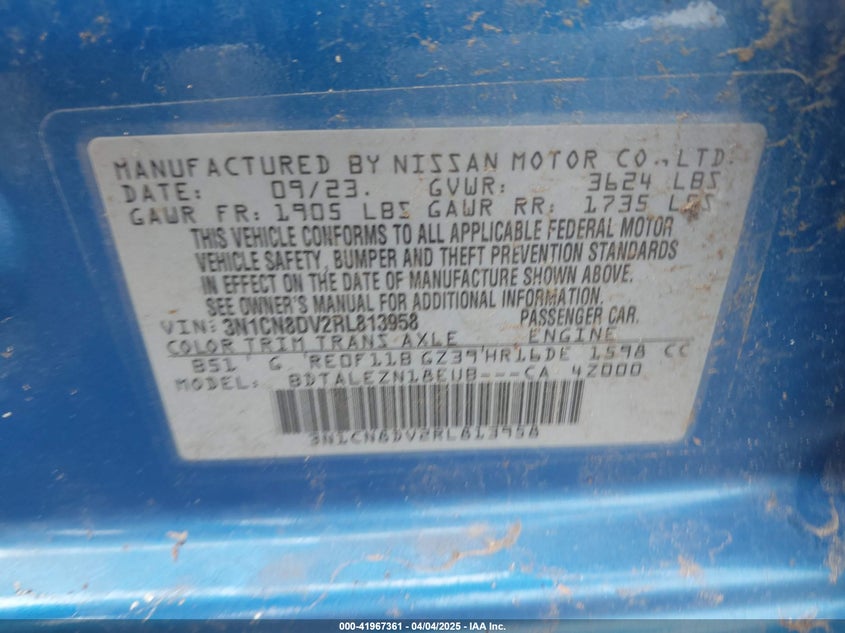 MANUFACTURED BY NISSAN MOTOR CO., LTD.
DATE: 09/23. GVWR: 3624 LBS
GAWR FR: 1905 LBS GAWR RR: 1735 LBS
THIS VEHICLE CONFORMS TO ALL APPLICABLE FEDERAL MOTOR
VEHICLE SAFETY, BUMPER AND THEFT PREVENTION STANDARDS
IN EFFECT ON THE DATE OF MANUFACTURE SHOWN ABOVE.
SEE OWNER'S MANUAL FOR ADDITIONAL INFORMATION
VIN: 3N1CN8DV2RL813958 PASSENGER CAR.
COLOR TRIM TRANS AXLE ENGINE
B51 G RE0F11B GZ39 HR16DE 1598 CC
MODEL: BDTALEZN18EUB---CA 4Z000
3N1CN8DV2RL813958
000-41967361 - 04/04/2025 - IAA Inc.